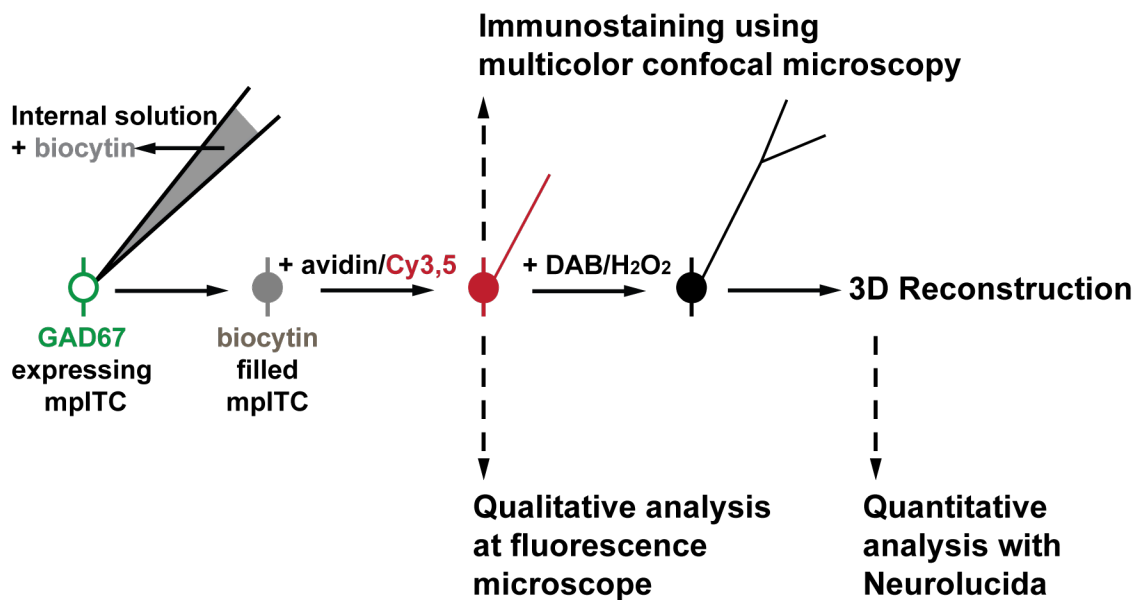 Immunostaining using
multicolor confocal microscopy
Internal solution
+ biocytin
+ avidin/Cy3,5
+ DAB/H₂O₂
3D Reconstruction
GAD67
expressing
mpITC
biocytin
filled
mpITC
Qualitative analysis
at fluorescence
microscope
Quantitative
analysis with
Neurolucida